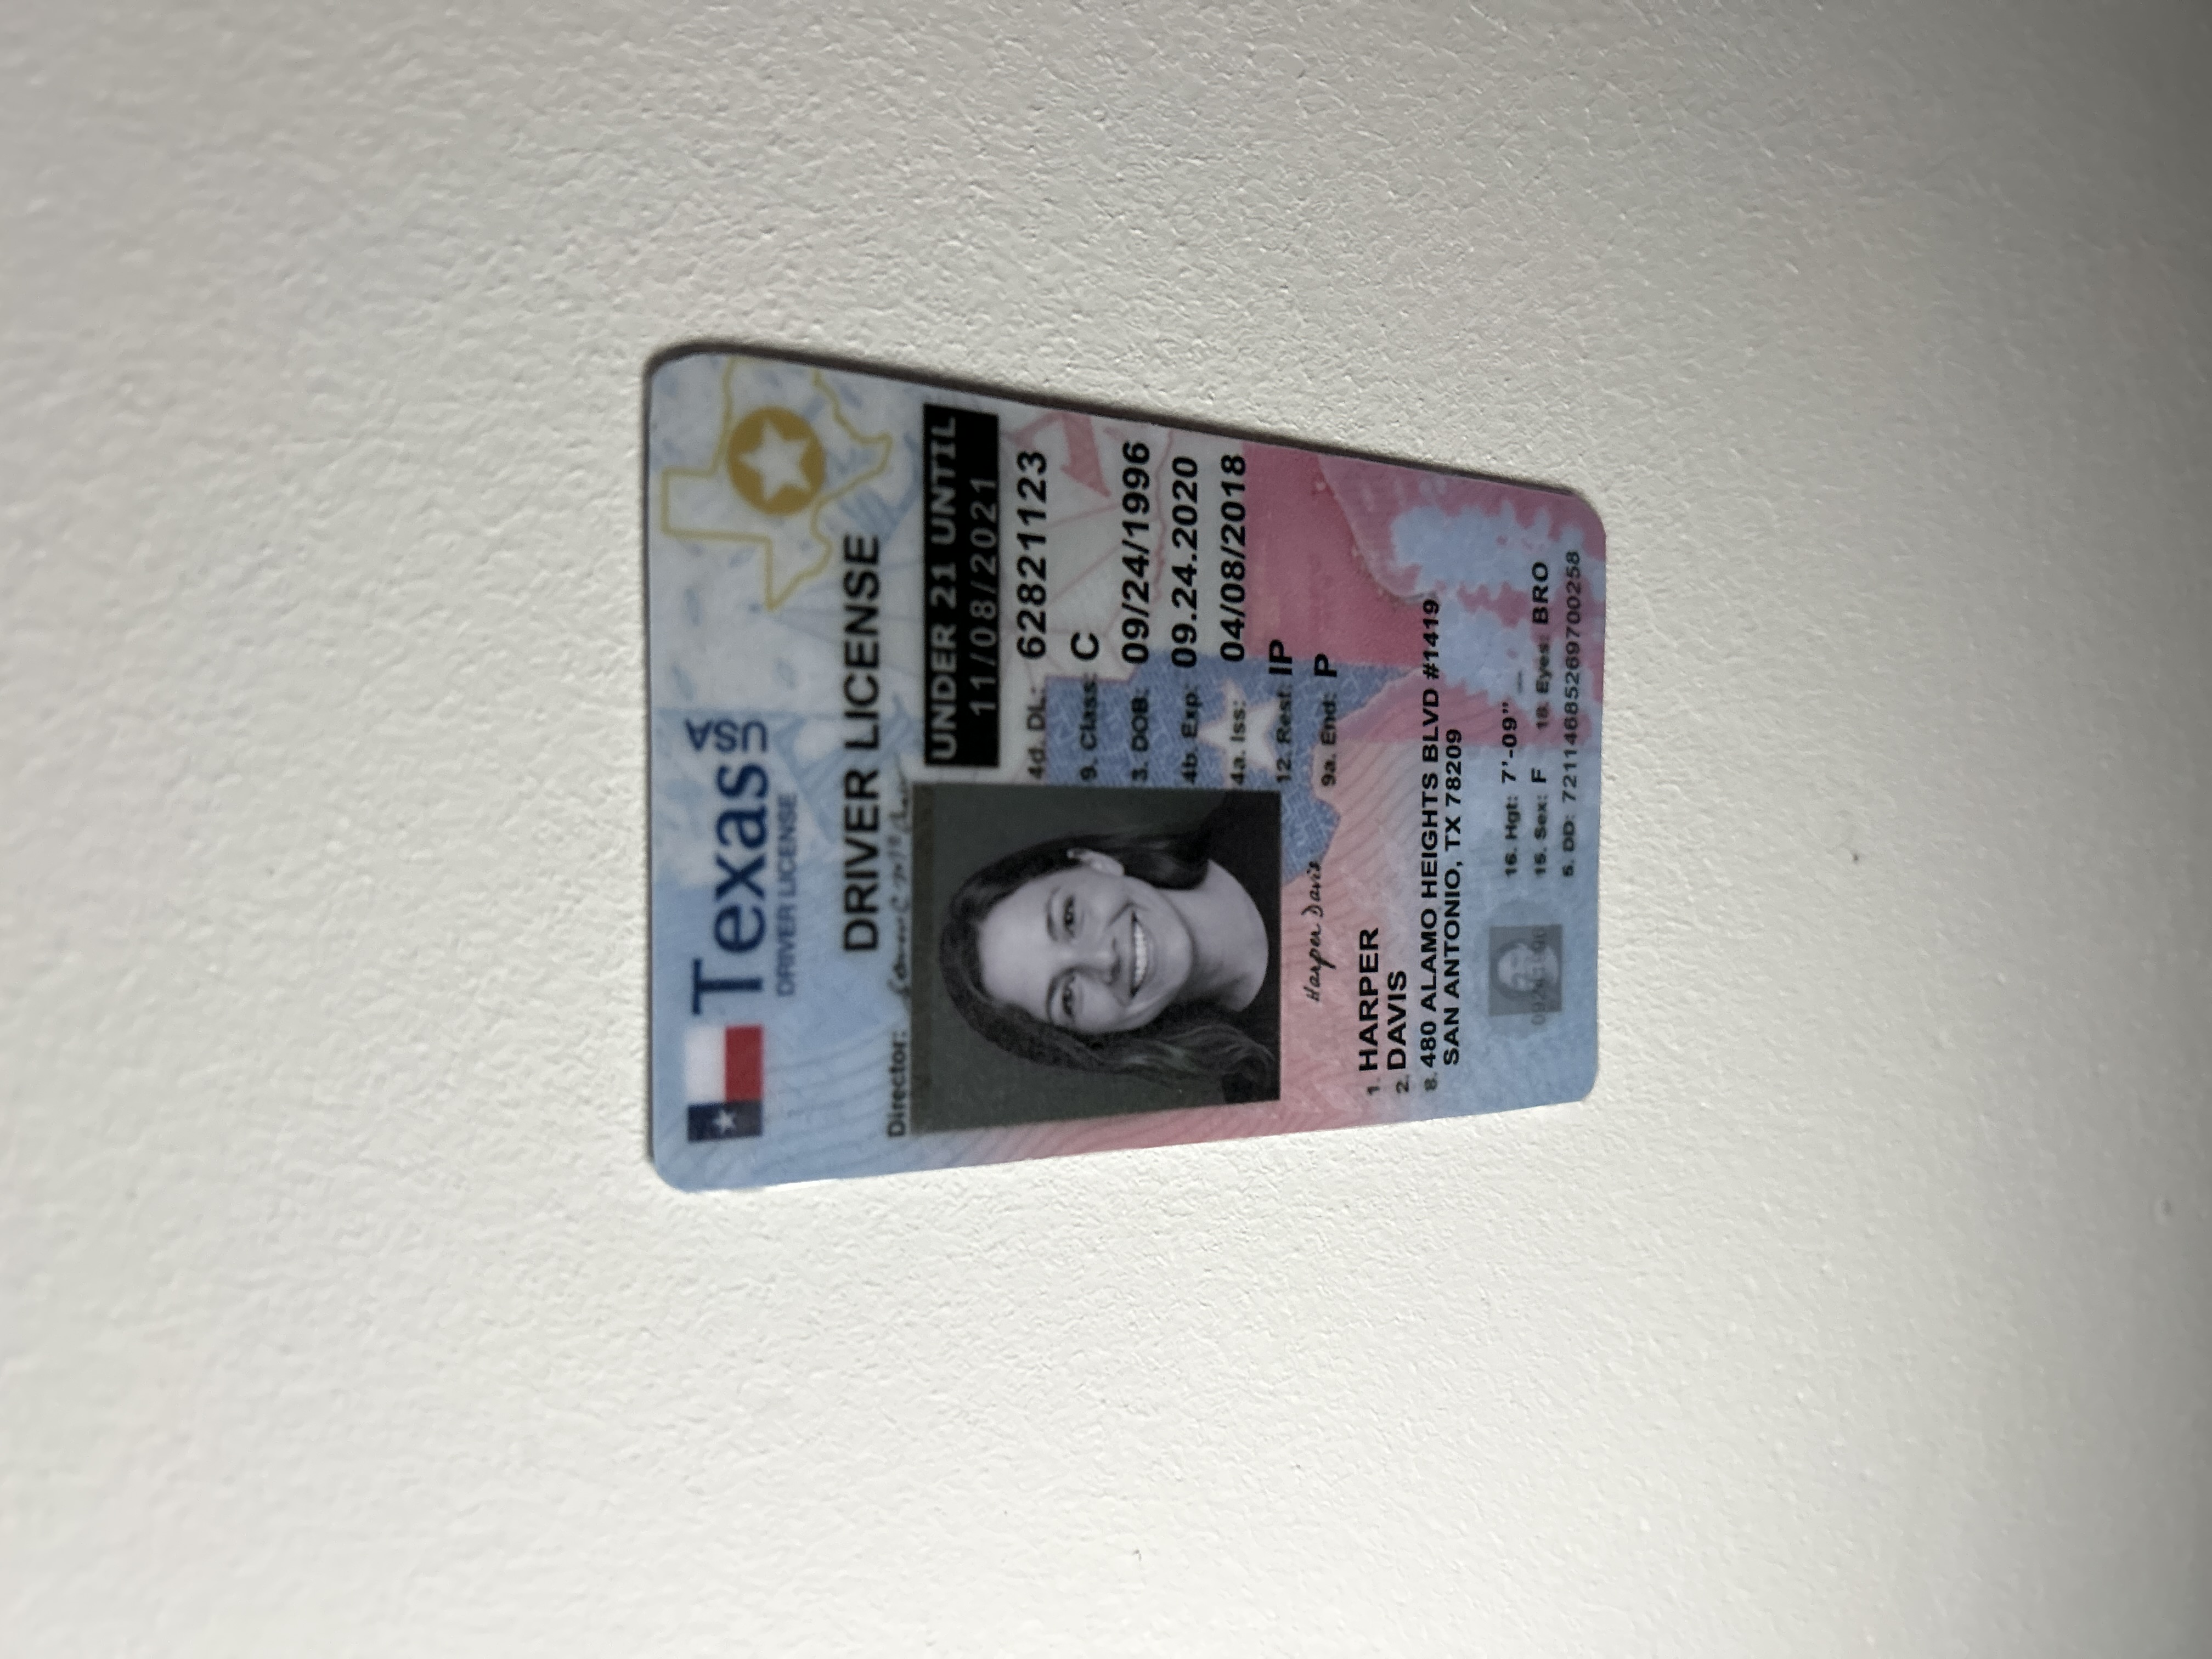 Texas USA
DRIVER LICENSE
DRIVER LICENSE
Director:
UNDER 21 UNTIL
11/08/2021
4d. DL: 62821123
9. Class: C
3. DOB: 09/24/1996
4b. Exp: 09.24.2020
4a. Iss: 04/08/2018
12. Rest: IP
9a. End: P
Harper Davis
1. HARPER
2. DAVIS
8. 480 ALAMO HEIGHTS BLVD #1419
SAN ANTONIO, TX 78209
16. Hgt: 7'-09"
15. Sex: F 18. Eyes: BRO
5. DD: 72114685269700258